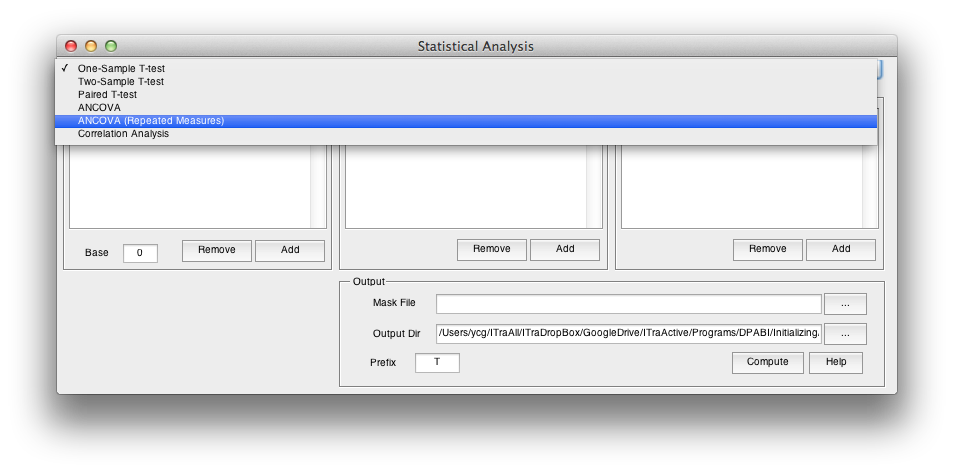 Statistical Analysis
✓ One-Sample T-test
Two-Sample T-test
Paired T-test
ANCOVA
ANCOVA (Repeated Measures)
Correlation Analysis
Base 0 Remove Add
Remove Add
Remove Add
Output
Mask File ...
Output Dir /Users/ycg/ITraAll/ITraDropBox/GoogleDrive/ITraActive/Programs/DPABI/Initializing ...
Prefix T Compute Help